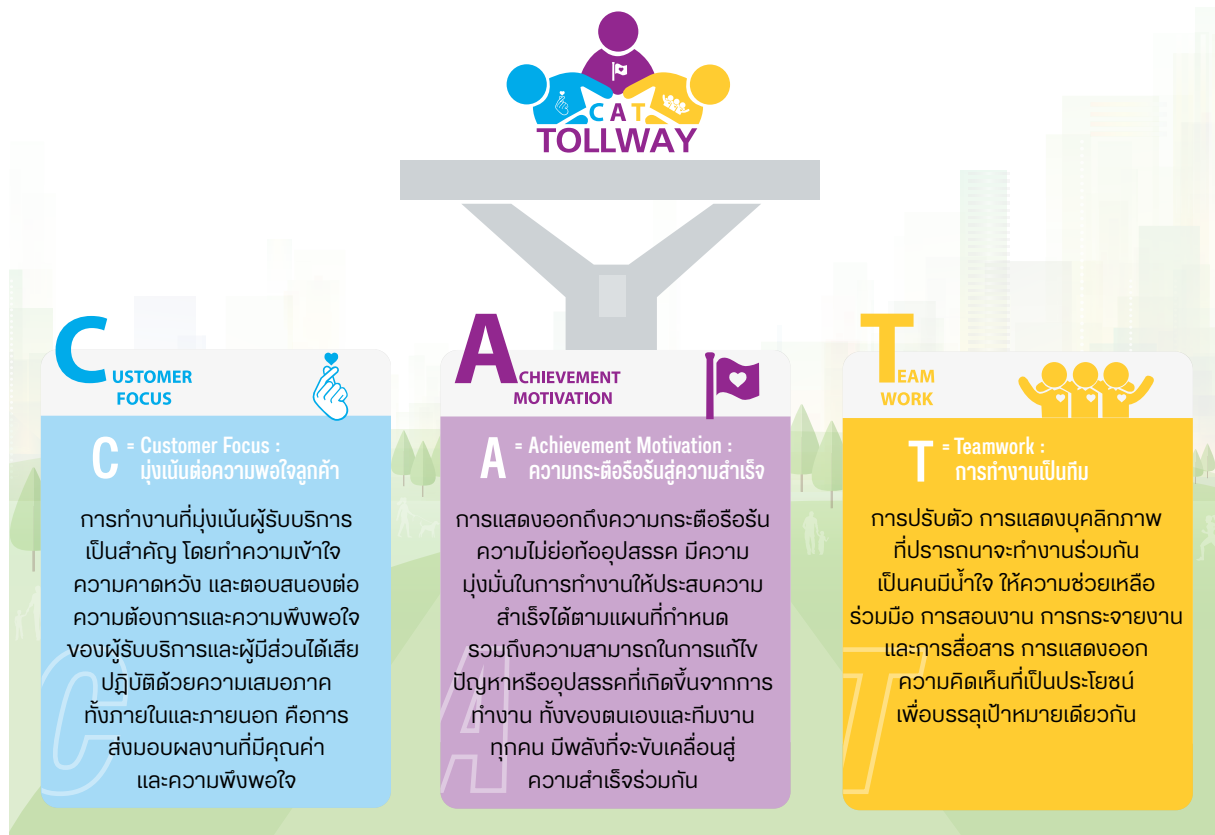 CAT
TOLLWAY
CUSTOMER
FOCUS
C = Customer Focus :
มุ่งเน้นต่อความพอใจลูกค้า
การทำงานที่มุ่งเน้นผู้รับบริการ
เป็นสำคัญ โดยทำความเข้าใจ
ความคาดหวัง และตอบสนองต่อ
ความต้องการและความพึงพอใจ
ของผู้รับบริการและผู้มีส่วนได้เสีย
ปฏิบัติด้วยความเสมอภาค
ทั้งภายในและภายนอก คือการ
ส่งมอบผลงานที่มีคุณค่า
และความพึงพอใจ
C
ACHIEVEMENT
MOTIVATION
A = Achievement Motivation :
ความกระตือรือร้นสู่ความสำเร็จ
การแสดงออกถึงความกระตือรือร้น
ความไม่ย่อท้ออุปสรรค มีความ
มุ่งมั่นในการทำงานให้ประสบความ
สำเร็จได้ตามแผนที่กำหนด
รวมถึงความสามารถในการแก้ไข
ปัญหาหรืออุปสรรคที่เกิดขึ้นจากการ
ทำงาน ทั้งของตนเองและทีมงาน
ทุกคน มีพลังที่จะขับเคลื่อนสู่
ความสำเร็จร่วมกัน
A
TEAM
WORK
T = Teamwork :
การทำงานเป็นทีม
การปรับตัว การแสดงบุคลิกภาพ
ที่ปรารถนาจะทำงานร่วมกัน
เป็นคนมีน้ำใจ ให้ความช่วยเหลือ
ร่วมมือ การสอนงาน การกระจายงาน
และการสื่อสาร การแสดงออก
ความคิดเห็นที่เป็นประโยชน์
เพื่อบรรลุเป้าหมายเดียวกัน
T